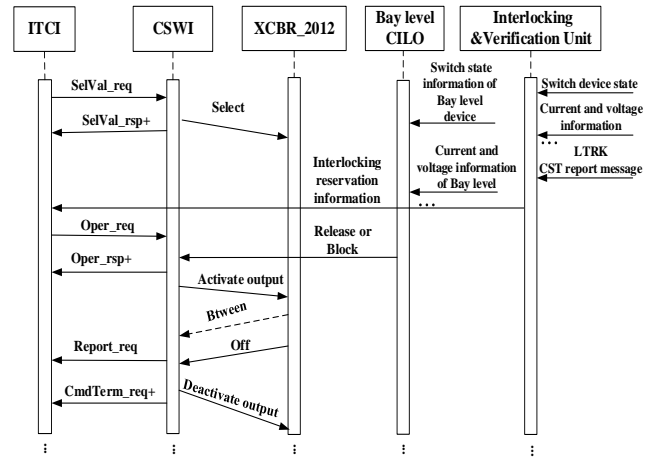 ITCI
CSWI
XCBR_2012
Bay level
CILO
Interlocking
&Verification Unit
SelVal_req
SelVal_rsp+
Select
Switch state
information of
Bay level
device
Switch device state
Current and voltage
information
...
LTRK
CST report message
Interlocking
reservation
information
Current and
voltage information
of Bay level
...
Oper_req
Oper_rsp+
Release or
Block
Activate output
Btween
Report_req
Off
CmdTerm_req+
Deactivate output
... ... ... ... ...